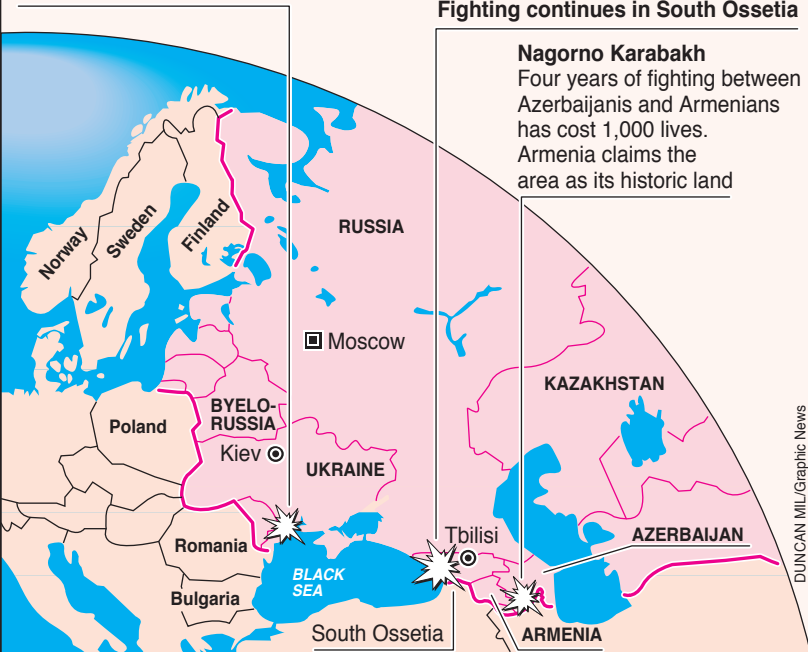 Fighting continues in South Ossetia
Nagorno Karabakh
Four years of fighting between
Azerbaijanis and Armenians
has cost 1,000 lives.
Armenia claims the
area as its historic land
Norway
Sweden
Finland
RUSSIA
Moscow
KAZAKHSTAN
Poland
BYELO-
RUSSIA
Kiev
UKRAINE
Romania
Tbilisi
AZERBAIJAN
BLACK
SEA
Bulgaria
South Ossetia
ARMENIA
DUNCAN MIL/Graphic News